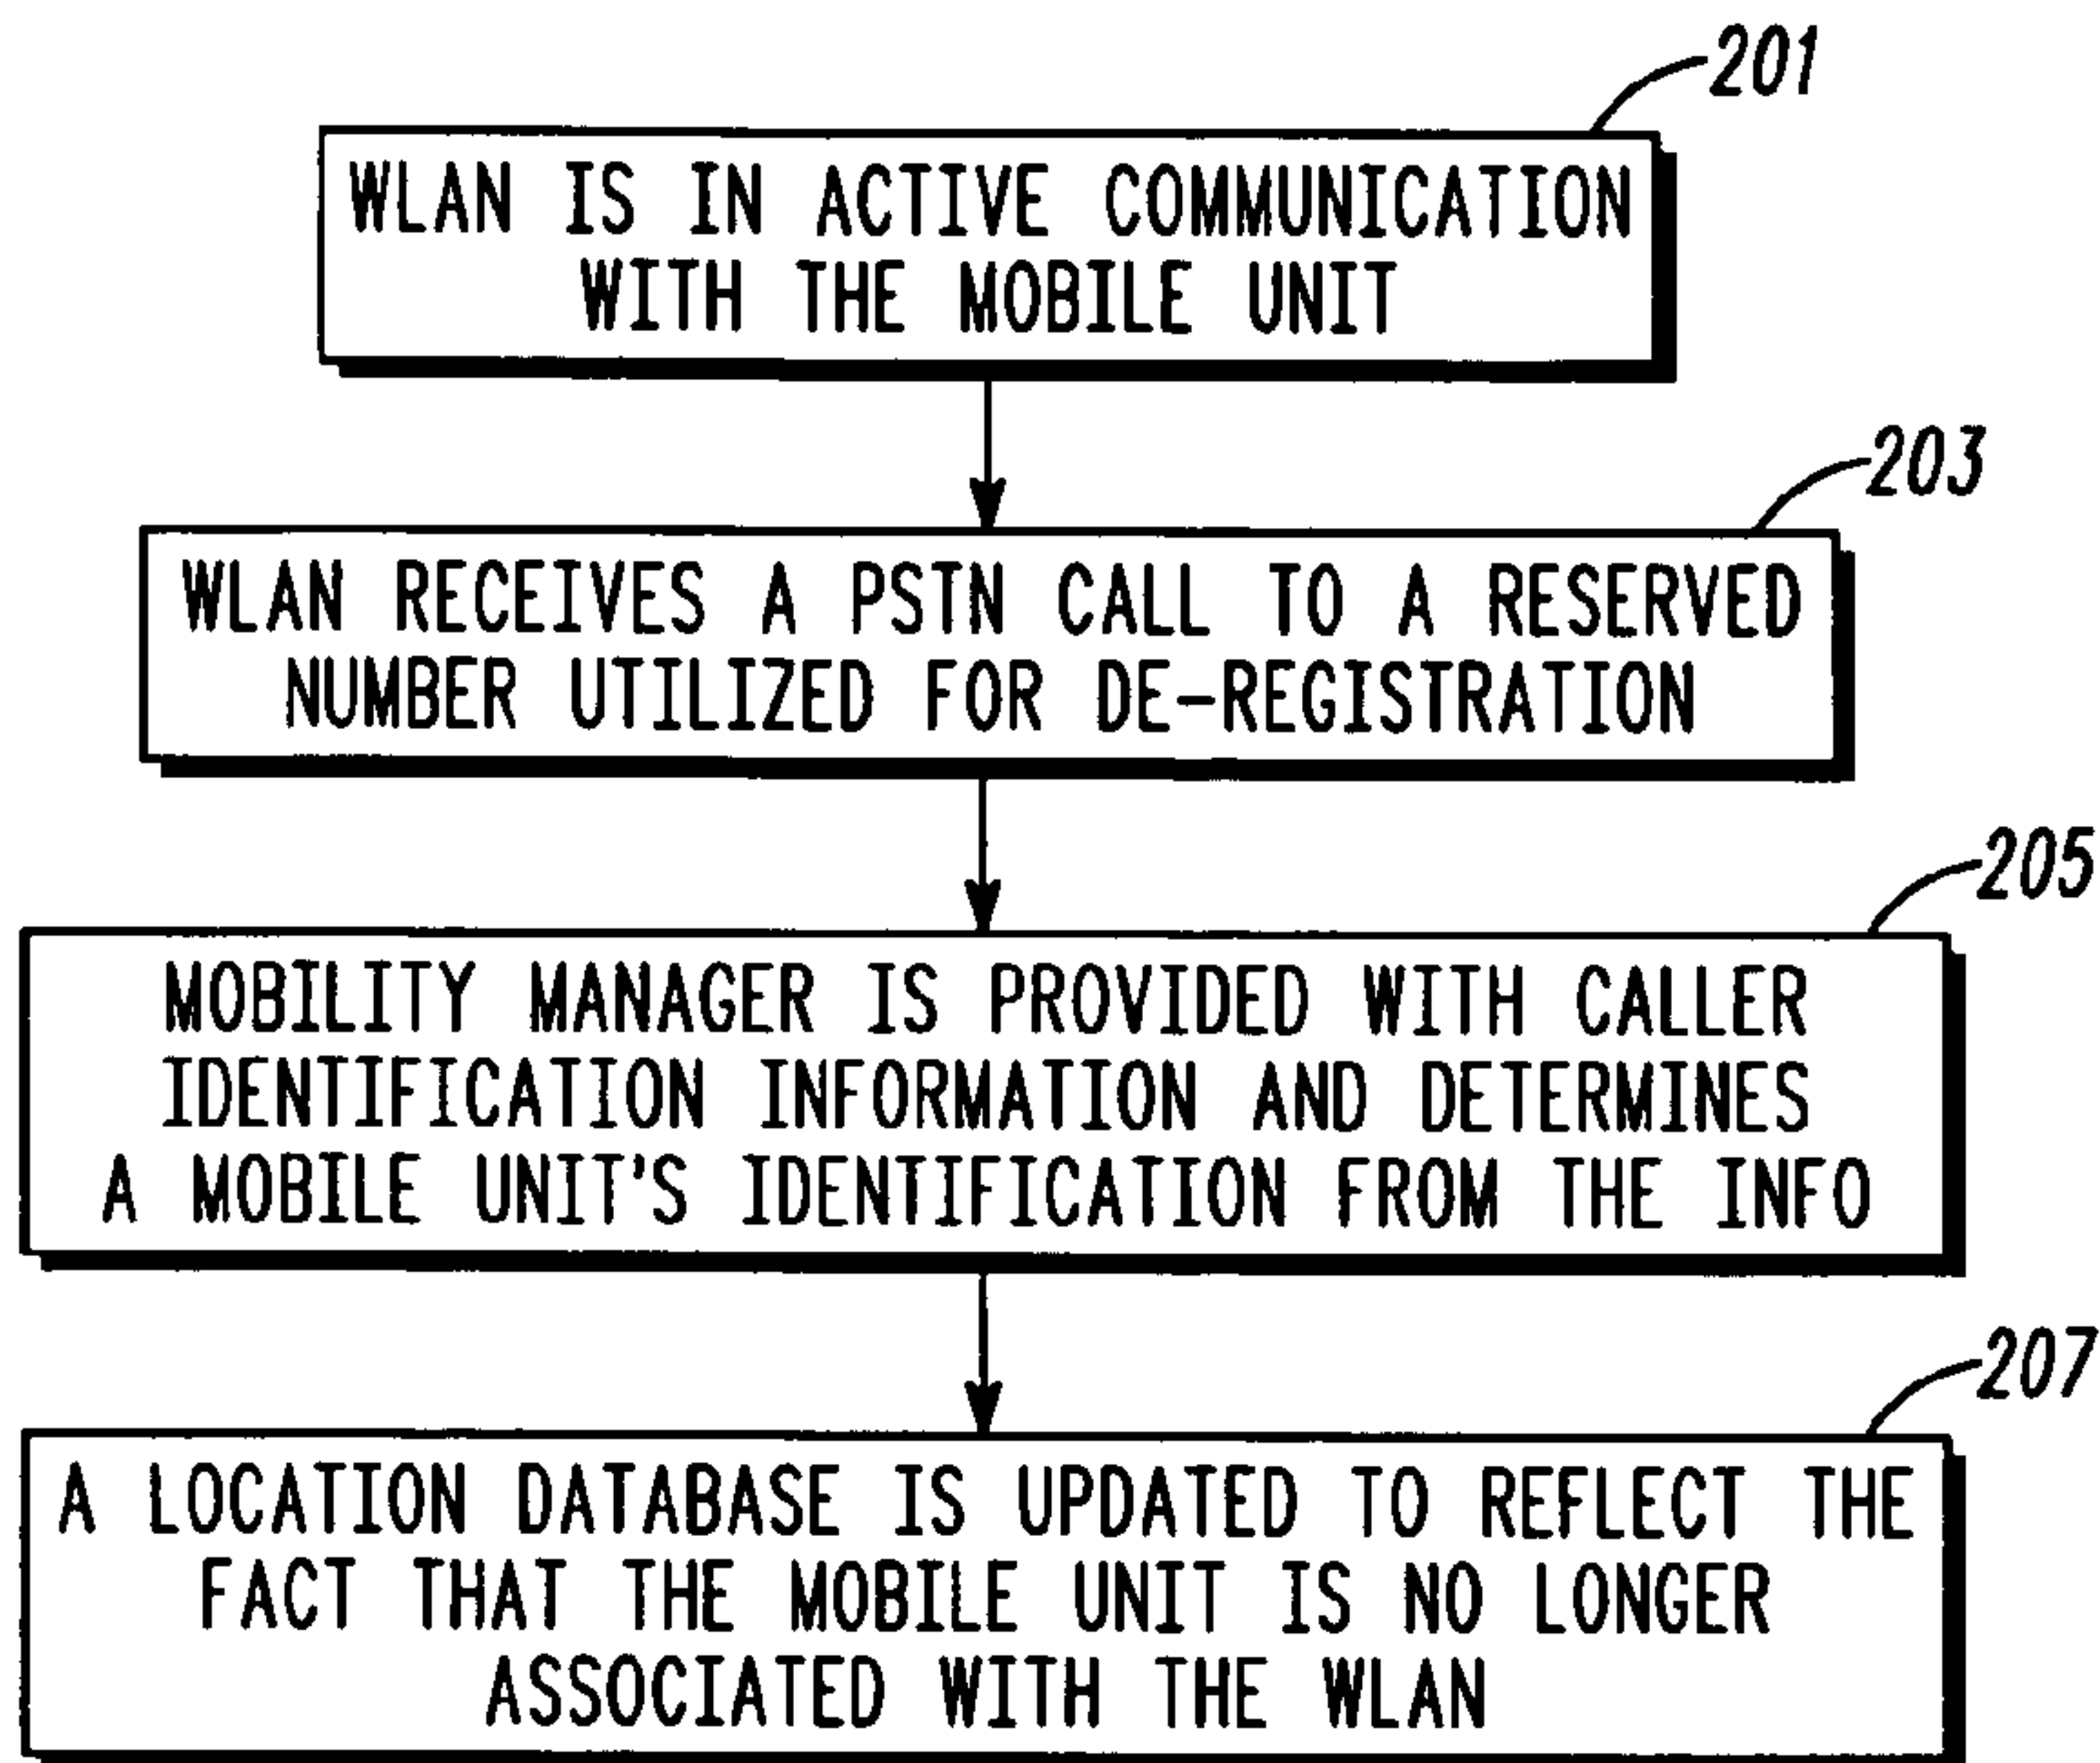 201
WLAN IS IN ACTIVE COMMUNICATION
WITH THE MOBILE UNIT
203
WLAN RECEIVES A PSTN CALL TO A RESERVED
NUMBER UTILIZED FOR DE-REGISTRATION
205
MOBILITY MANAGER IS PROVIDED WITH CALLER
IDENTIFICATION INFORMATION AND DETERMINES
A MOBILE UNIT'S IDENTIFICATION FROM THE INFO
207
A LOCATION DATABASE IS UPDATED TO REFLECT THE
FACT THAT THE MOBILE UNIT IS NO LONGER
ASSOCIATED WITH THE WLAN